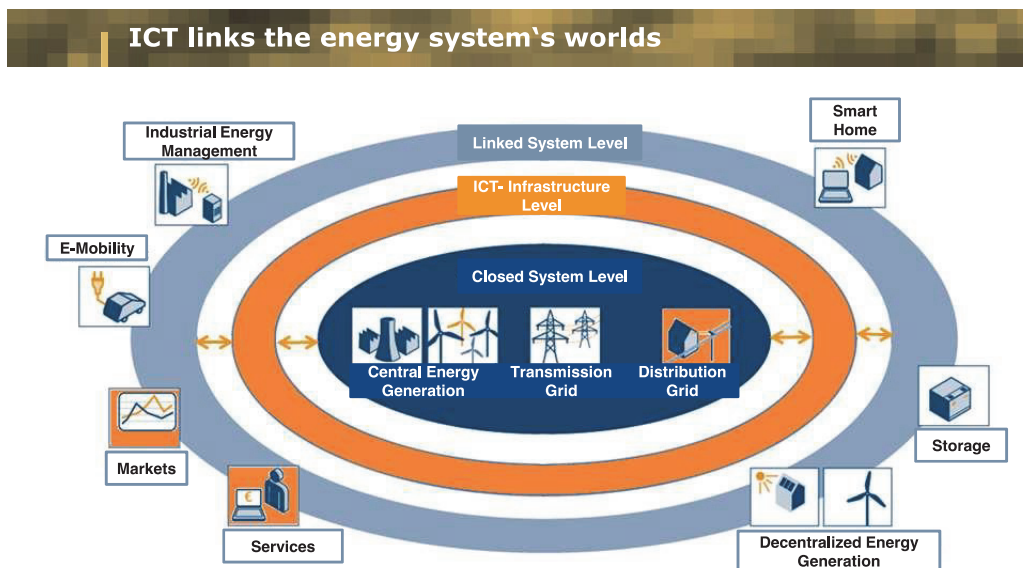 ICT links the energy system‘s worlds
Smart
Home
Industrial Energy
Management
Linked System Level
ICT- Infrastructure
Level
E-Mobility
Closed System Level
Central Energy
Generation
Transmission
Grid
Distribution
Grid
Markets
Storage
€
Services
Decentralized Energy
Generation